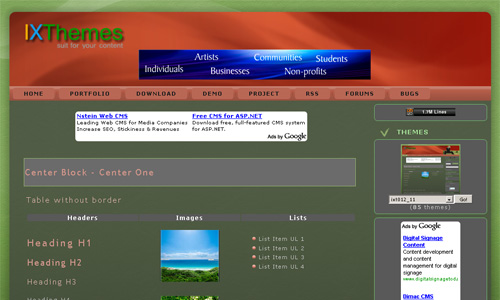 IXThemes
suit for your content
Individuals Artists Businesses Communities Non-profits Students
HOME PORTFOLIO DOWNLOAD DEMO PROJECT RSS FORUMS BUGS
Nstein Web CMS
Leading Web CMS for Media Companies
Increase SEO, Stickiness & Revenues
Free CMS for ASP.NET
Download free, full-featured CMS system
for ASP.NET.
Ads by Google
Center Block - Center One
Table without border
Headers Images Lists
Heading H1
Heading H2
Heading H3
Heading H4
List Item UL 1
List Item UL 2
List Item UL 3
List Item UL 4
1.7M Lines
THEMES
ixt012_11 Go!
(85 themes)
Ads by Google
Digital Signage
Content
Content development
and content
management for digital
signage
www.digitalsignagetodi
Bimac CMS